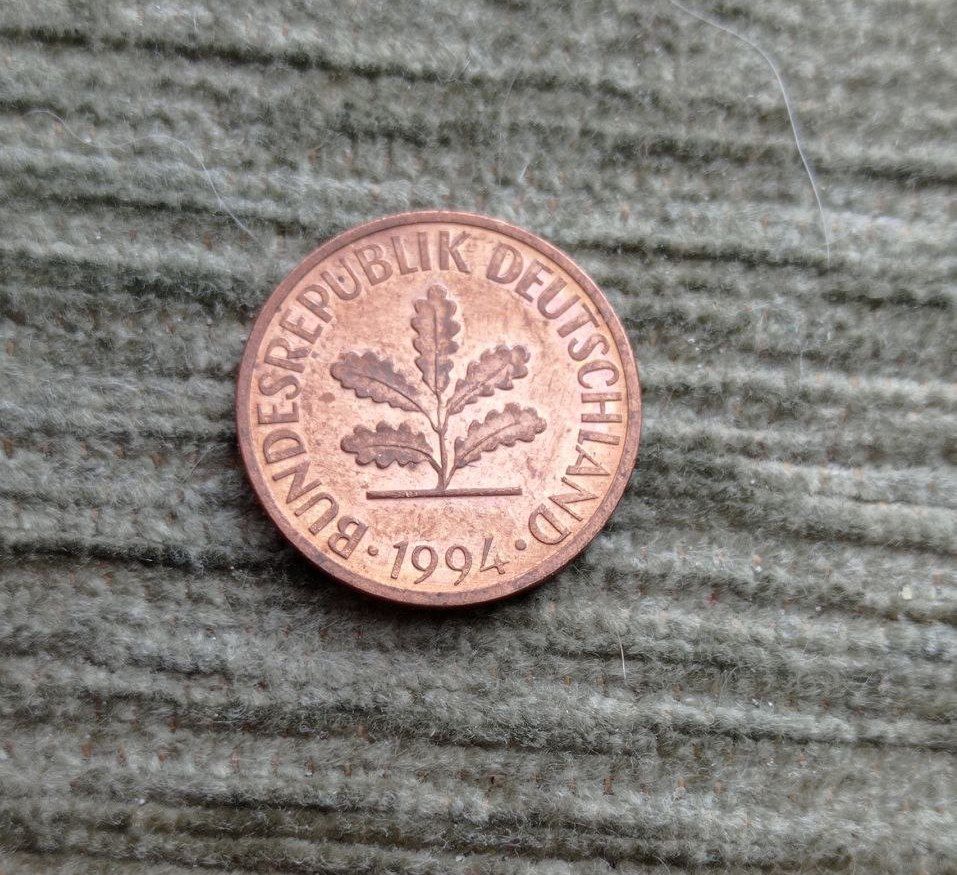 BUNDESREPUBLIK DEUTSCHLAND
· 1994 ·